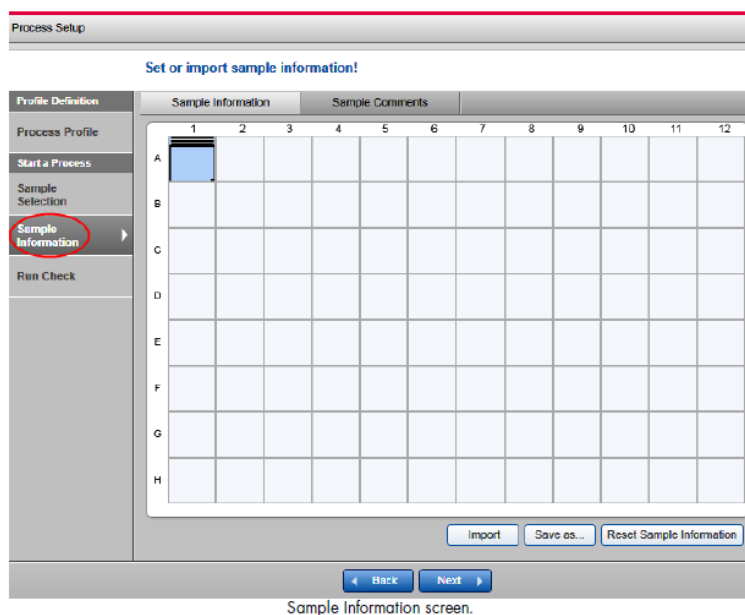 Process Setup
Set or import sample information!
Profile Definition
Sample Information
Sample Comments
Process Profile
1 2 3 4 5 6 7 8 9 10 11 12
A
Start a Process
Sample
Selection
B
Sample
Information
C
Run Check
D
E
F
G
H
Import
Save as...
Reset Sample Information
Back
Next
Sample Information screen.